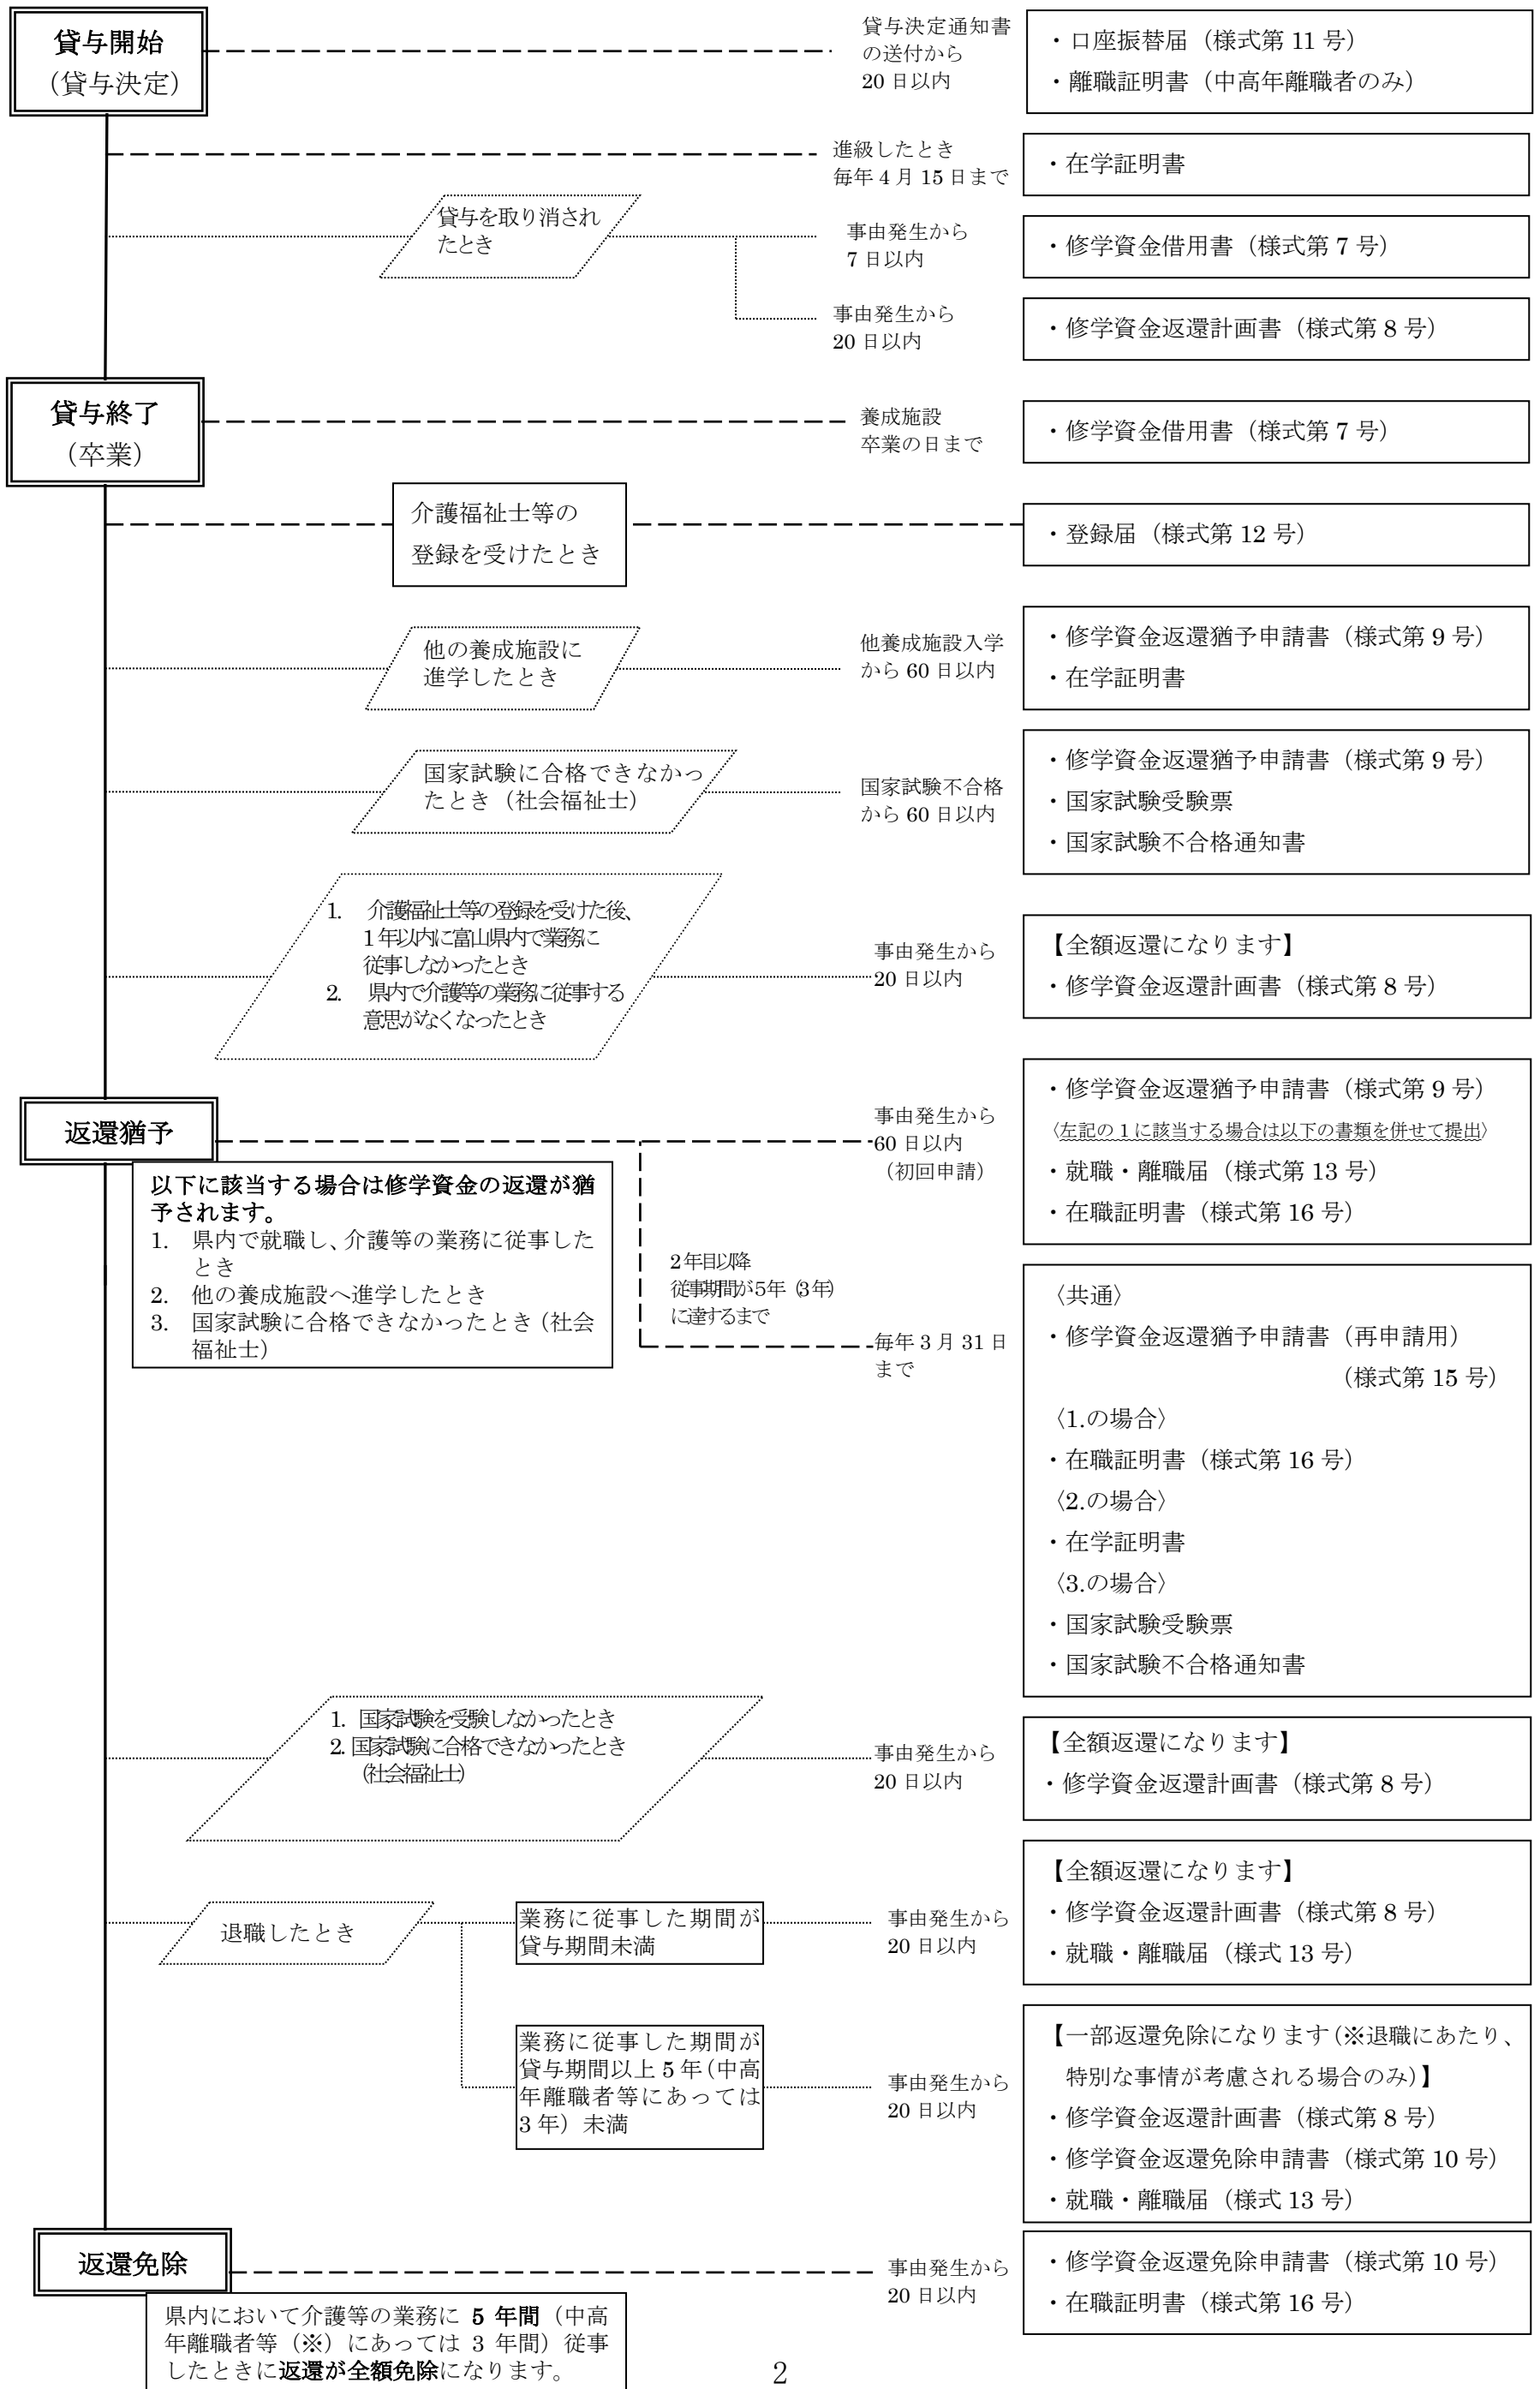 貸与開始
（貸与決定）
貸与決定通知書
の送付から
20 日以内
・口座振替届（様式第 11 号）
・離職証明書（中高年離職者のみ）
進級したとき
毎年 4 月 15 日まで
・在学証明書
貸与を取り消され
たとき
事由発生から
7 日以内
・修学資金借用書（様式第 7 号）
事由発生から
20 日以内
・修学資金返還計画書（様式第 8 号）
貸与終了
（卒業）
養成施設
卒業の日まで
・修学資金借用書（様式第 7 号）
介護福祉士等の
登録を受けたとき
・登録届（様式第 12 号）
他の養成施設に
進学したとき
他養成施設入学
から 60 日以内
・修学資金返還猶予申請書（様式第 9 号）
・在学証明書
国家試験に合格できなかっ
たとき（社会福祉士）
国家試験不合格
から 60 日以内
・修学資金返還猶予申請書（様式第 9 号）
・国家試験受験票
・国家試験不合格通知書
1. 介護福祉士等の登録を受けた後、
1 年以内に富山県内で業務に
従事しなかったとき
2. 県内で介護等の業務に従事する
意思がなくなったとき
事由発生から
20 日以内
【全額返還になります】
・修学資金返還計画書（様式第 8 号）
返還猶予
以下に該当する場合は修学資金の返還が猶
予されます。
1. 県内で就職し、介護等の業務に従事した
とき
2. 他の養成施設へ進学したとき
3. 国家試験に合格できなかったとき（社会
福祉士）
事由発生から
60 日以内
（初回申請）
・修学資金返還猶予申請書（様式第 9 号）
〈左記の 1 に該当する場合は以下の書類を併せて提出〉
・就職・離職届（様式第 13 号）
・在職証明書（様式第 16 号）
2 年目以降
従事期間が 5 年（3 年）
に達するまで
毎年 3 月 31 日
まで
〈共通〉
・修学資金返還猶予申請書（再申請用）
（様式第 15 号）
〈1.の場合〉
・在職証明書（様式第 16 号）
〈2.の場合〉
・在学証明書
〈3.の場合〉
・国家試験受験票
・国家試験不合格通知書
1. 国家試験を受験しなかったとき
2. 国家試験に合格できなかったとき
（社会福祉士）
事由発生から
20 日以内
【全額返還になります】
・修学資金返還計画書（様式第 8 号）
退職したとき
業務に従事した期間が
貸与期間未満
事由発生から
20 日以内
【全額返還になります】
・修学資金返還計画書（様式第 8 号）
・就職・離職届（様式 13 号）
業務に従事した期間が
貸与期間以上 5 年（中高
年離職者等にあっては
3 年）未満
事由発生から
20 日以内
【一部返還免除になります（※退職にあたり、
特別な事情が考慮される場合のみ）】
・修学資金返還計画書（様式第 8 号）
・修学資金返還免除申請書（様式第 10 号）
・就職・離職届（様式 13 号）
返還免除
県内において介護等の業務に 5 年間（中高
年離職者等（※）にあっては 3 年間）従事
したときに返還が全額免除になります。
事由発生から
20 日以内
・修学資金返還免除申請書（様式第 10 号）
・在職証明書（様式第 16 号）
2